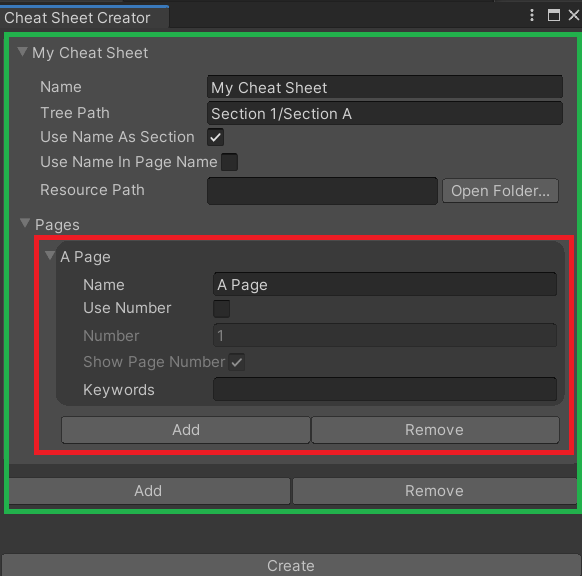 Cheat Sheet Creator
My Cheat Sheet
Name My Cheat Sheet
Tree Path Section 1/Section A
Use Name As Section
Use Name In Page Name
Resource Path Open Folder...
Pages
A Page
Name A Page
Use Number
Number 1
Show Page Number
Keywords
Add Remove
Add Remove
Create